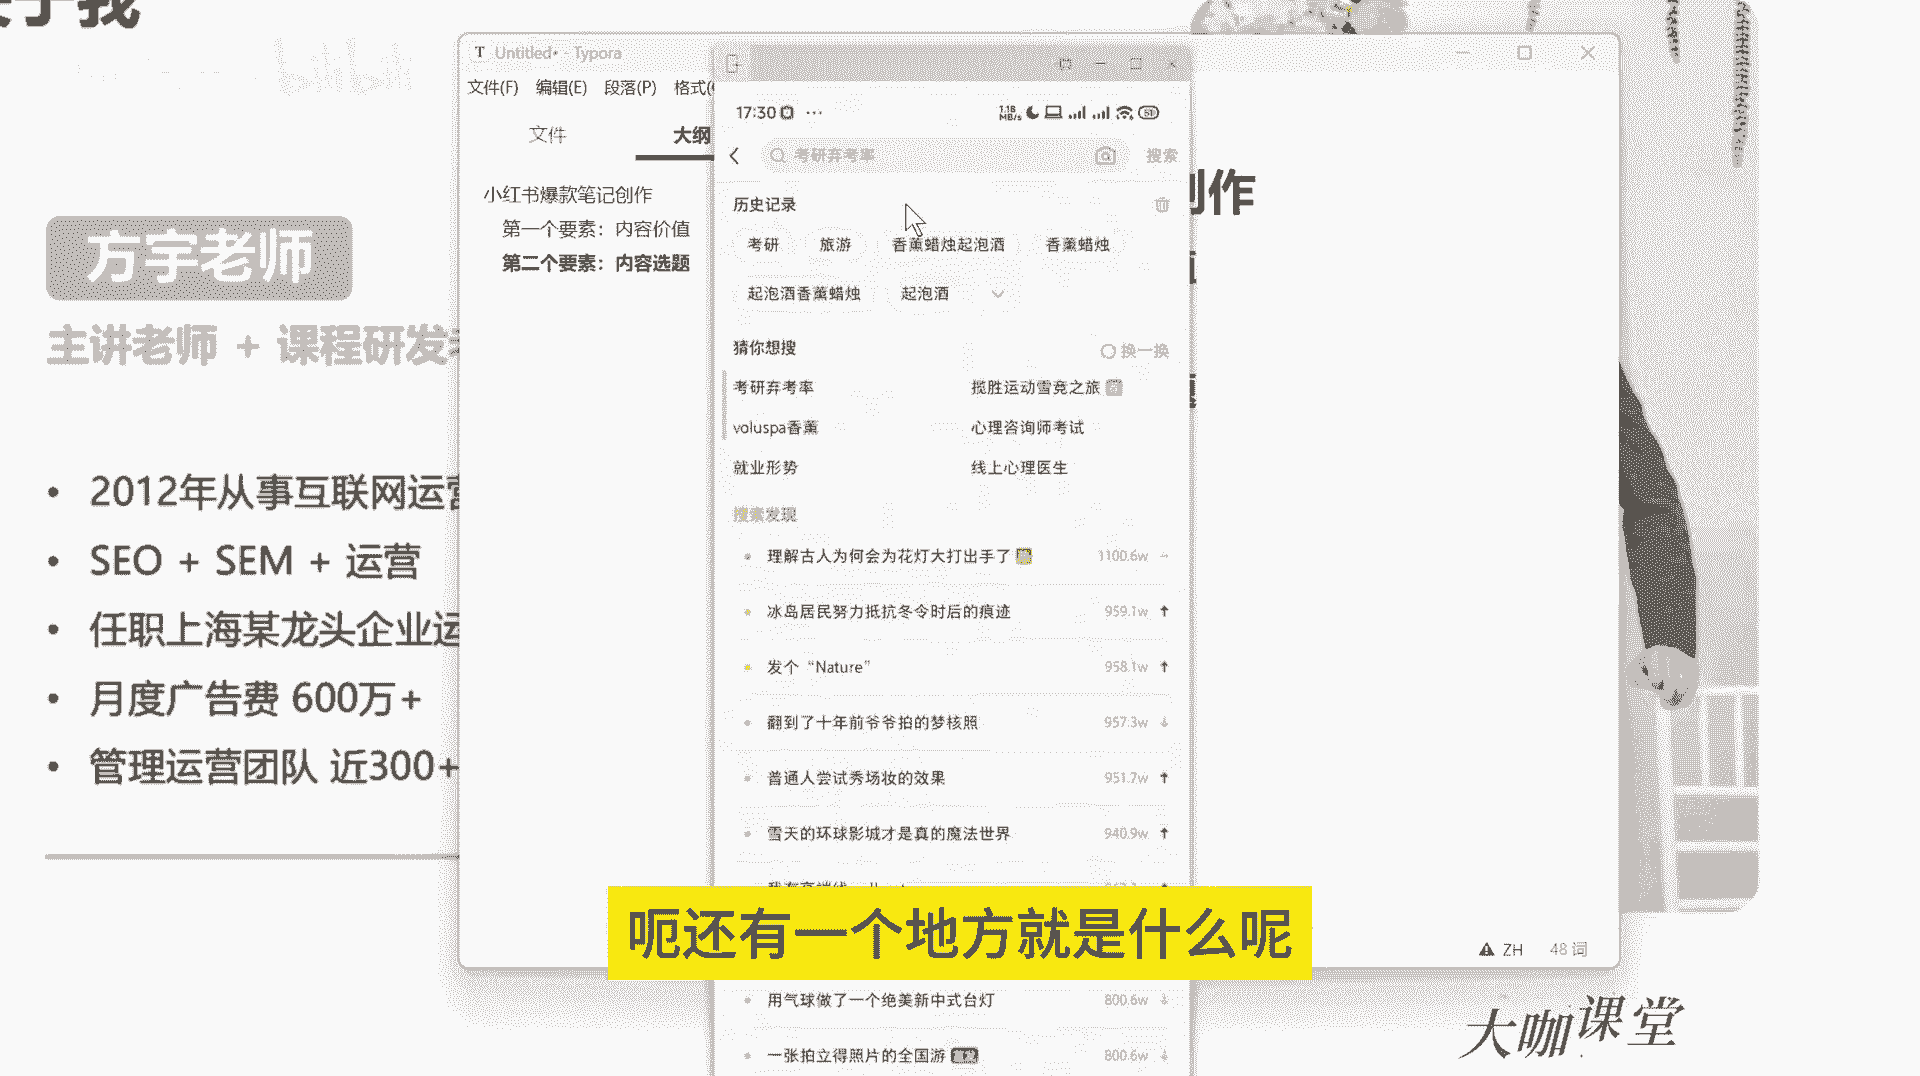 于我
bilibili
方宇老师
主讲老师 + 课程研发
2012年从事互联网运营
SEO + SEM + 运营
任职上海某龙头企业运
月度广告费 600万+
管理运营团队 近300+
Untitled• - Typora
文件(F) 编辑(E) 段落(P) 格式(
文件 大纲
小红书爆款笔记创作
第一个要素：内容价值
第二个要素：内容选题
创作
17:30 ···
1.18 MB/s
考研弃考率 搜索
历史记录
考研 旅游 香薰蜡烛起泡酒 香薰蜡烛
起泡酒香薰蜡烛 起泡酒
猜你想搜 换一换
考研弃考率 揽胜运动雪竞之旅
voluspa香薰 心理咨询师考试
就业形势 线上心理医生
搜索发现
理解古人为何会为花灯大打出手了 1100.6w
冰岛居民努力抵抗冬令时后的痕迹 959.1w
发个“Nature” 958.1w
翻到了十年前爷爷拍的梦核照 957.3w
普通人尝试秀场妆的效果 951.7w
雪天的环球影城才是真的魔法世界 940.9w
呃还有一个地方就是什么呢
用气球做了一个绝美新中式台灯 800.6w
一张拍立得照片的全国游 800.6w
ZH 48 词
大咖课堂